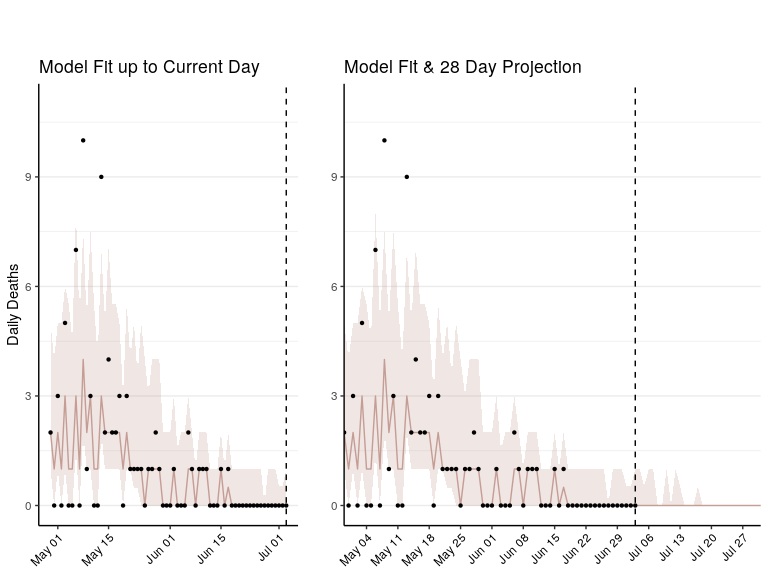 Model Fit up to Current Day
Model Fit & 28 Day Projection
Daily Deaths
9
6
3
0
9
6
3
0
May 01
May 15
Jun 01
Jun 15
Jul 01
May 04
May 11
May 18
May 25
Jun 01
Jun 08
Jun 15
Jun 22
Jun 29
Jul 06
Jul 13
Jul 20
Jul 27